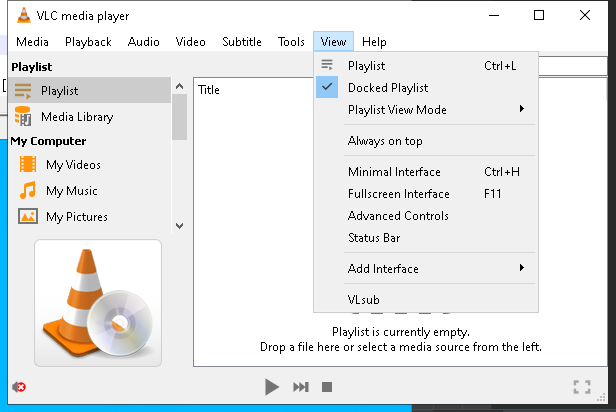 VLC media player
Media Playback Audio Video Subtitle Tools View Help
Playlist
Playlist
Media Library
My Computer
My Videos
My Music
My Pictures
Title
Playlist Ctrl+L
Docked Playlist
Playlist View Mode
Always on top
Minimal Interface Ctrl+H
Fullscreen Interface F11
Advanced Controls
Status Bar
Add Interface
VLsub
Playlist is currently empty.
Drop a file here or select a media source from the left.